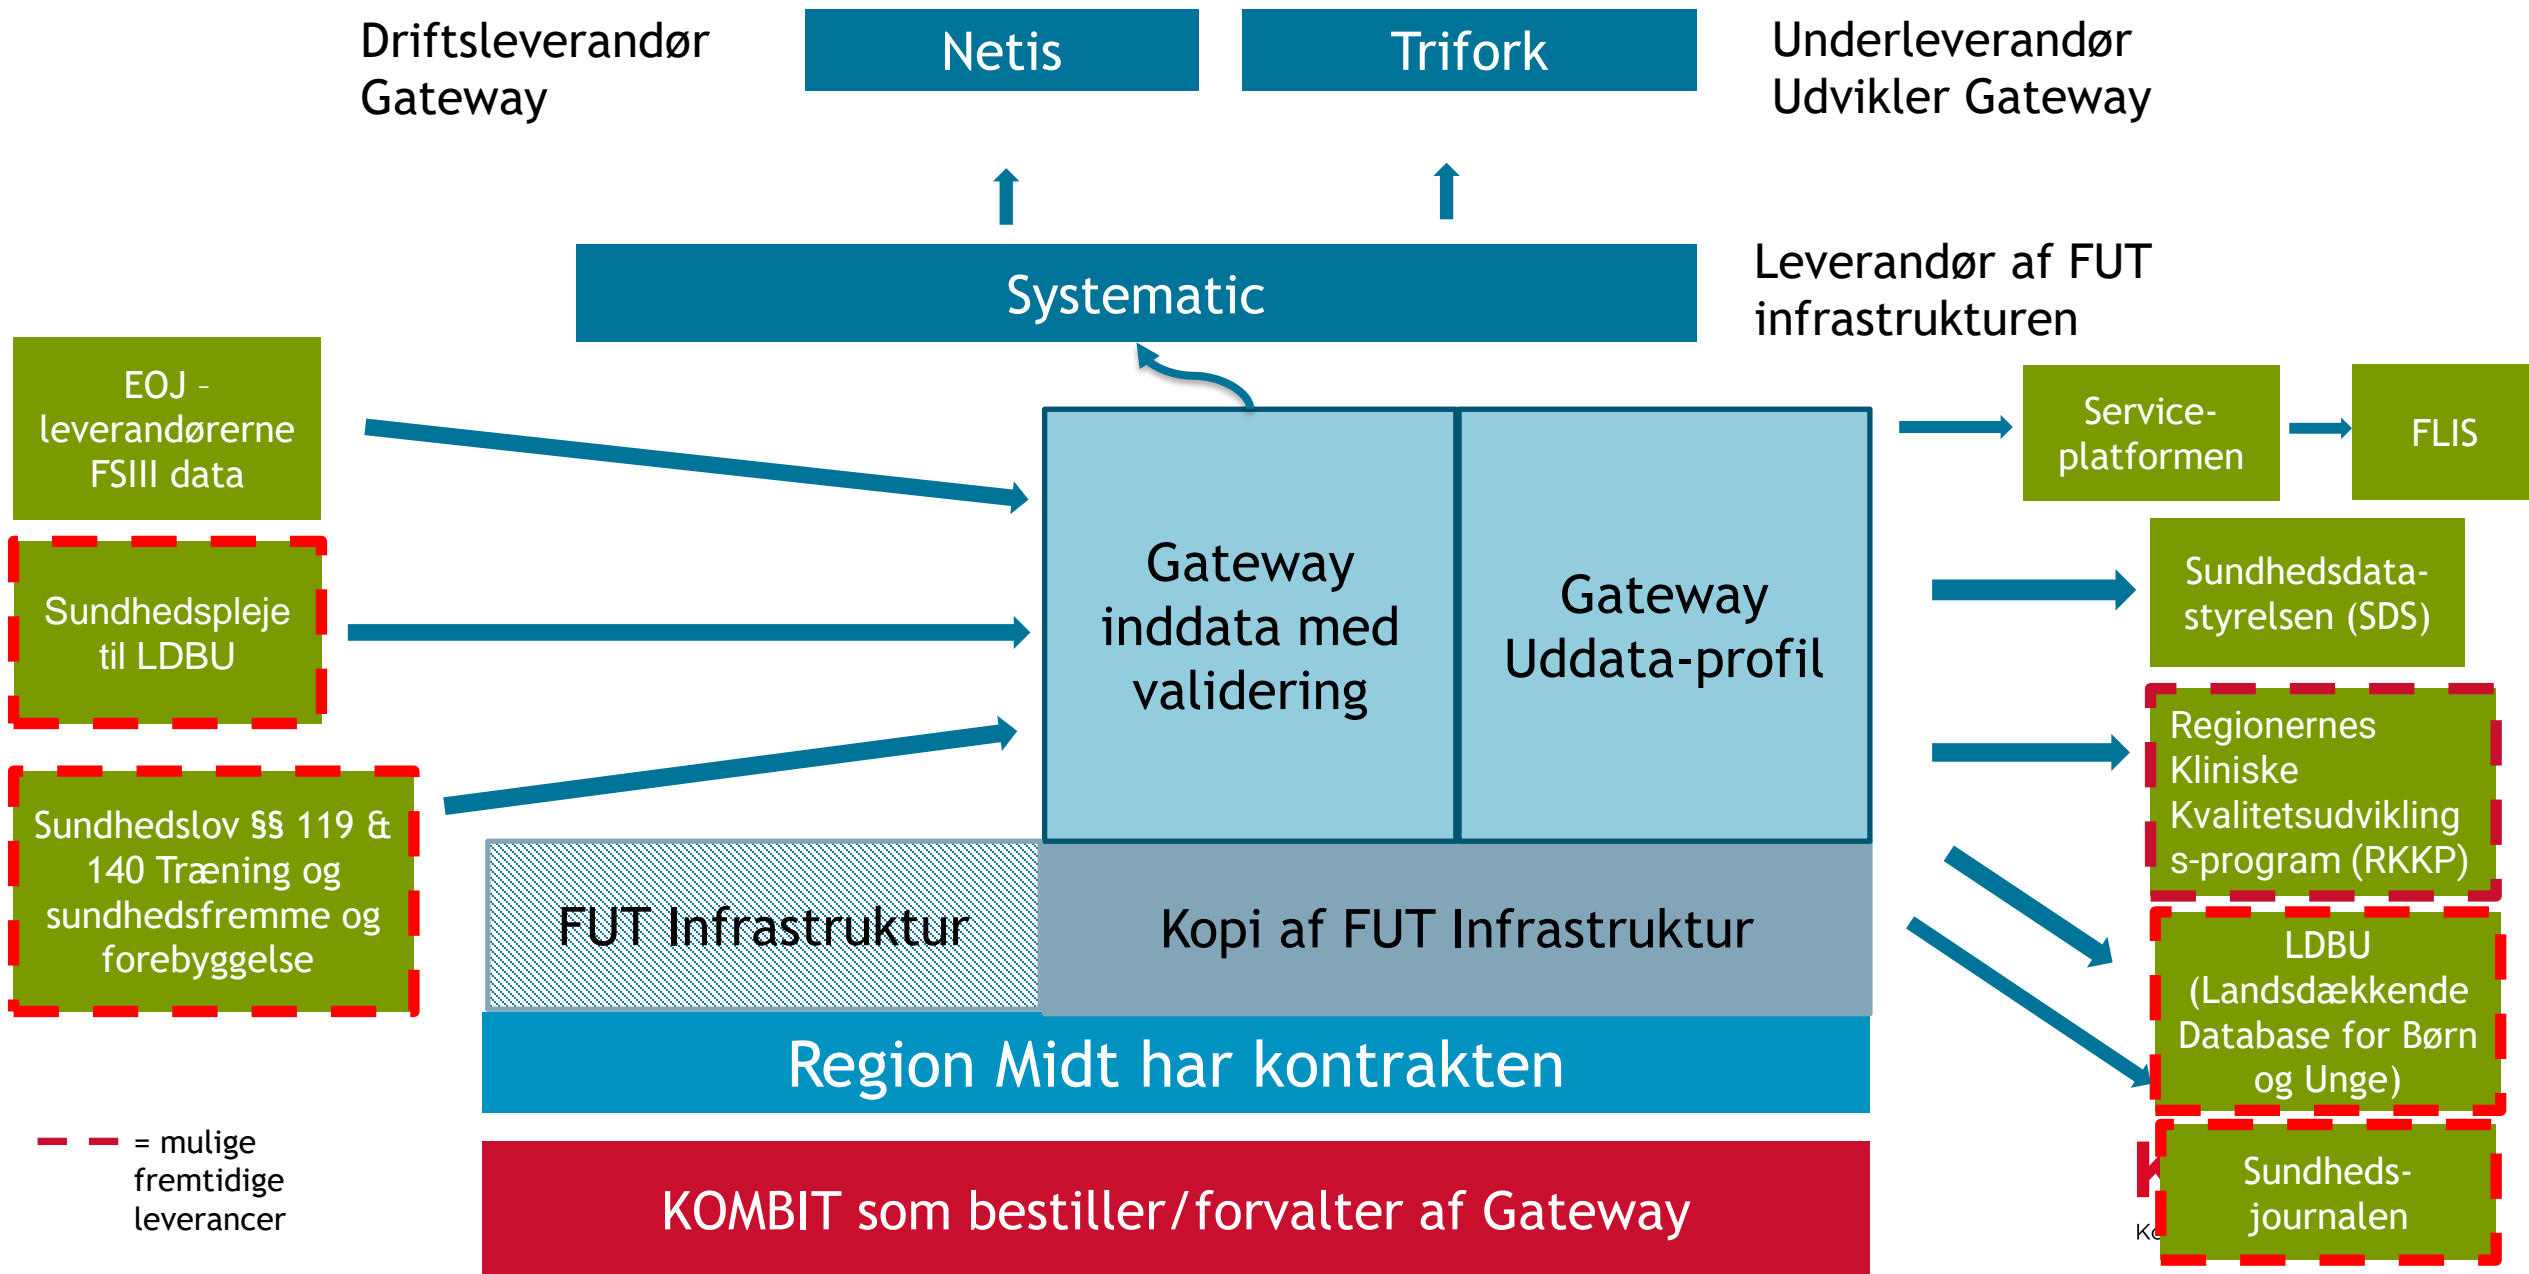 Driftsleverandør
Gateway
Netis
Trifork
Underleverandør
Udvikler Gateway
Systematic
Leverandør af FUT
infrastrukturen
EOJ –
leverandørerne
FSIII data
Sundhedspleje
til LDBU
Sundhedslov §§ 119 &
140 Træning og
sundhedsfremme og
forebyggelse
Gateway
inddata med
validering
Gateway
Uddata-profil
Service-
platformen
FLIS
Sundhedsdata-
styrelsen (SDS)
Regionernes
Kliniske
Kvalitetsudvikling
s-program (RKKP)
LDBU
(Landsdækkende
Database for Børn
og Unge)
Sundheds-
journalen
FUT Infrastruktur
Kopi af FUT Infrastruktur
Region Midt har kontrakten
KOMBIT som bestiller/forvalter af Gateway
= mulige
fremtidige
leverancer